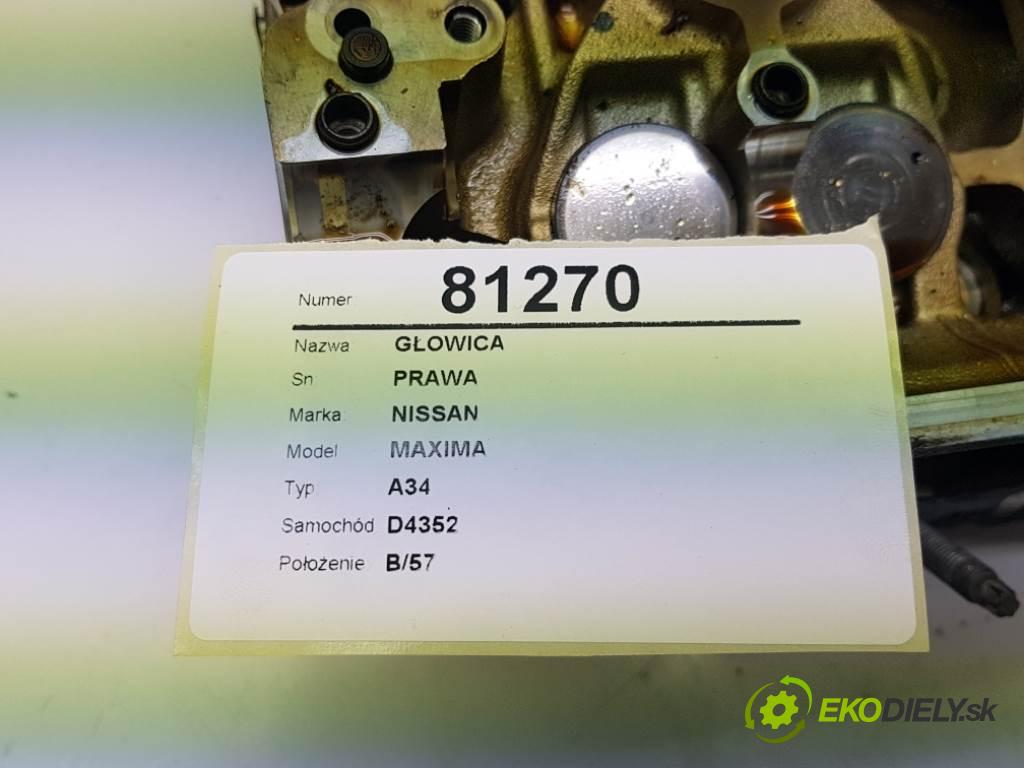 Numer 81270
Nazwa GŁOWICA
Sn PRAWA
Marka NISSAN
Model MAXIMA
Typ A34
Samochód D4352
Położenie B/57
EKODIELY.sk